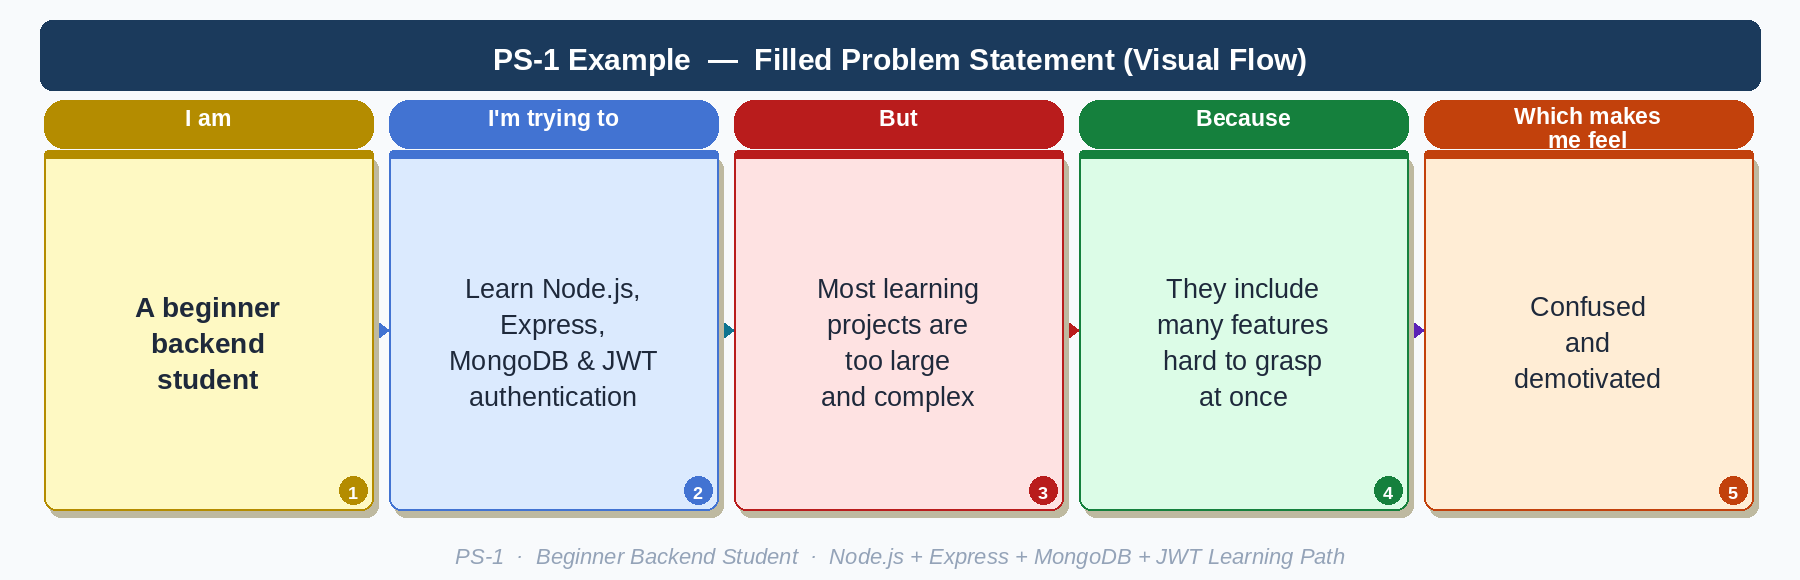 PS-1 Example — Filled Problem Statement (Visual Flow)
I am
A beginner
backend
student
1
I'm trying to
Learn Node.js,
Express,
MongoDB & JWT
authentication
2
But
Most learning
projects are
too large
and complex
3
Because
They include
many features
hard to grasp
at once
4
Which makes
me feel
Confused
and
demotivated
5
PS-1 · Beginner Backend Student · Node.js + Express + MongoDB + JWT Learning Path